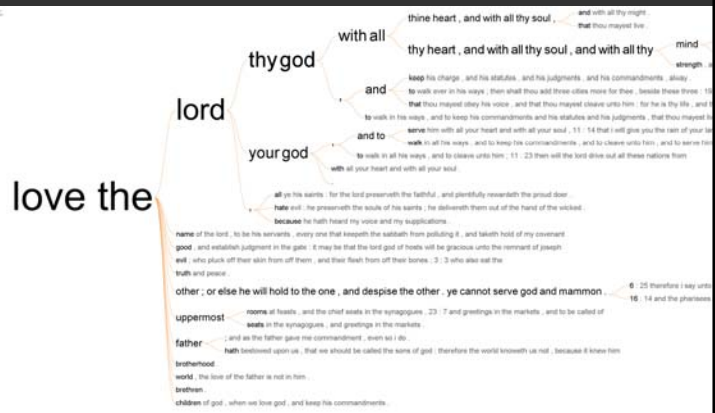 and with all thy might .
thine heart , and with all thy soul ,
that thou mayest live .
with all
mind
thy heart , and with all thy soul , and with all thy
strength .
thy god
keep his charge , and his statutes , and his judgments , and his commandments , alway .
and
to walk ever in his ways ; then shall thou add three cities more for thee , beside these three : 19
,
that thou mayest obey his voice , and that thou mayest cleave unto him : for he is thy life , and
lord
to walk in his ways , and to keep his commandments and his statutes and his judgments , that thou mayest
serve him with all your heart and with all your soul , 11 : 14 that i will give you the rain of your
and to
walk in all his ways , and to keep his commandments , and to cleave unto him , and to serve him
your god
,
to walk in all his ways , and to cleave unto him ; 11 : 23 then will the lord drive out all these nations from
with all your heart and with all your soul .
love the
all ye his saints : for the lord preserveth the faithful , and plentifully rewardeth the proud doer .
,
hate evil : he preserveth the souls of his saints ; he delivereth them out of the hand of the wicked .
because he hath heard my voice and my supplications .
name of the lord , to be his servants , every one that keepeth the sabbath from polluting it , and taketh hold of my covenant
good , and establish judgment in the gate : it may be that the lord god of hosts will be gracious unto the remnant of joseph
evil ; who pluck off their skin from off them , and their flesh from off their bones ; 3 : 3 who also eat the
truth and peace .
other ; or else he will hold to the one , and despise the other . ye cannot serve god and mammon .
6 : 25 therefore i say unto
16 : 14 and the pharisees
uppermost
rooms at feasts , and the chief seats in the synagogues , 23 : 7 and greetings in the markets , and to be called of
seats in the synagogues , and greetings in the markets .
father
; and as the father gave me commandment , even so i do .
hath bestowed upon us , that we should be called the sons of god : therefore the world knoweth us not , because it knew him
brotherhood .
world , the love of the father is not in him .
brethren .
children of god , when we love god , and keep his commandments .